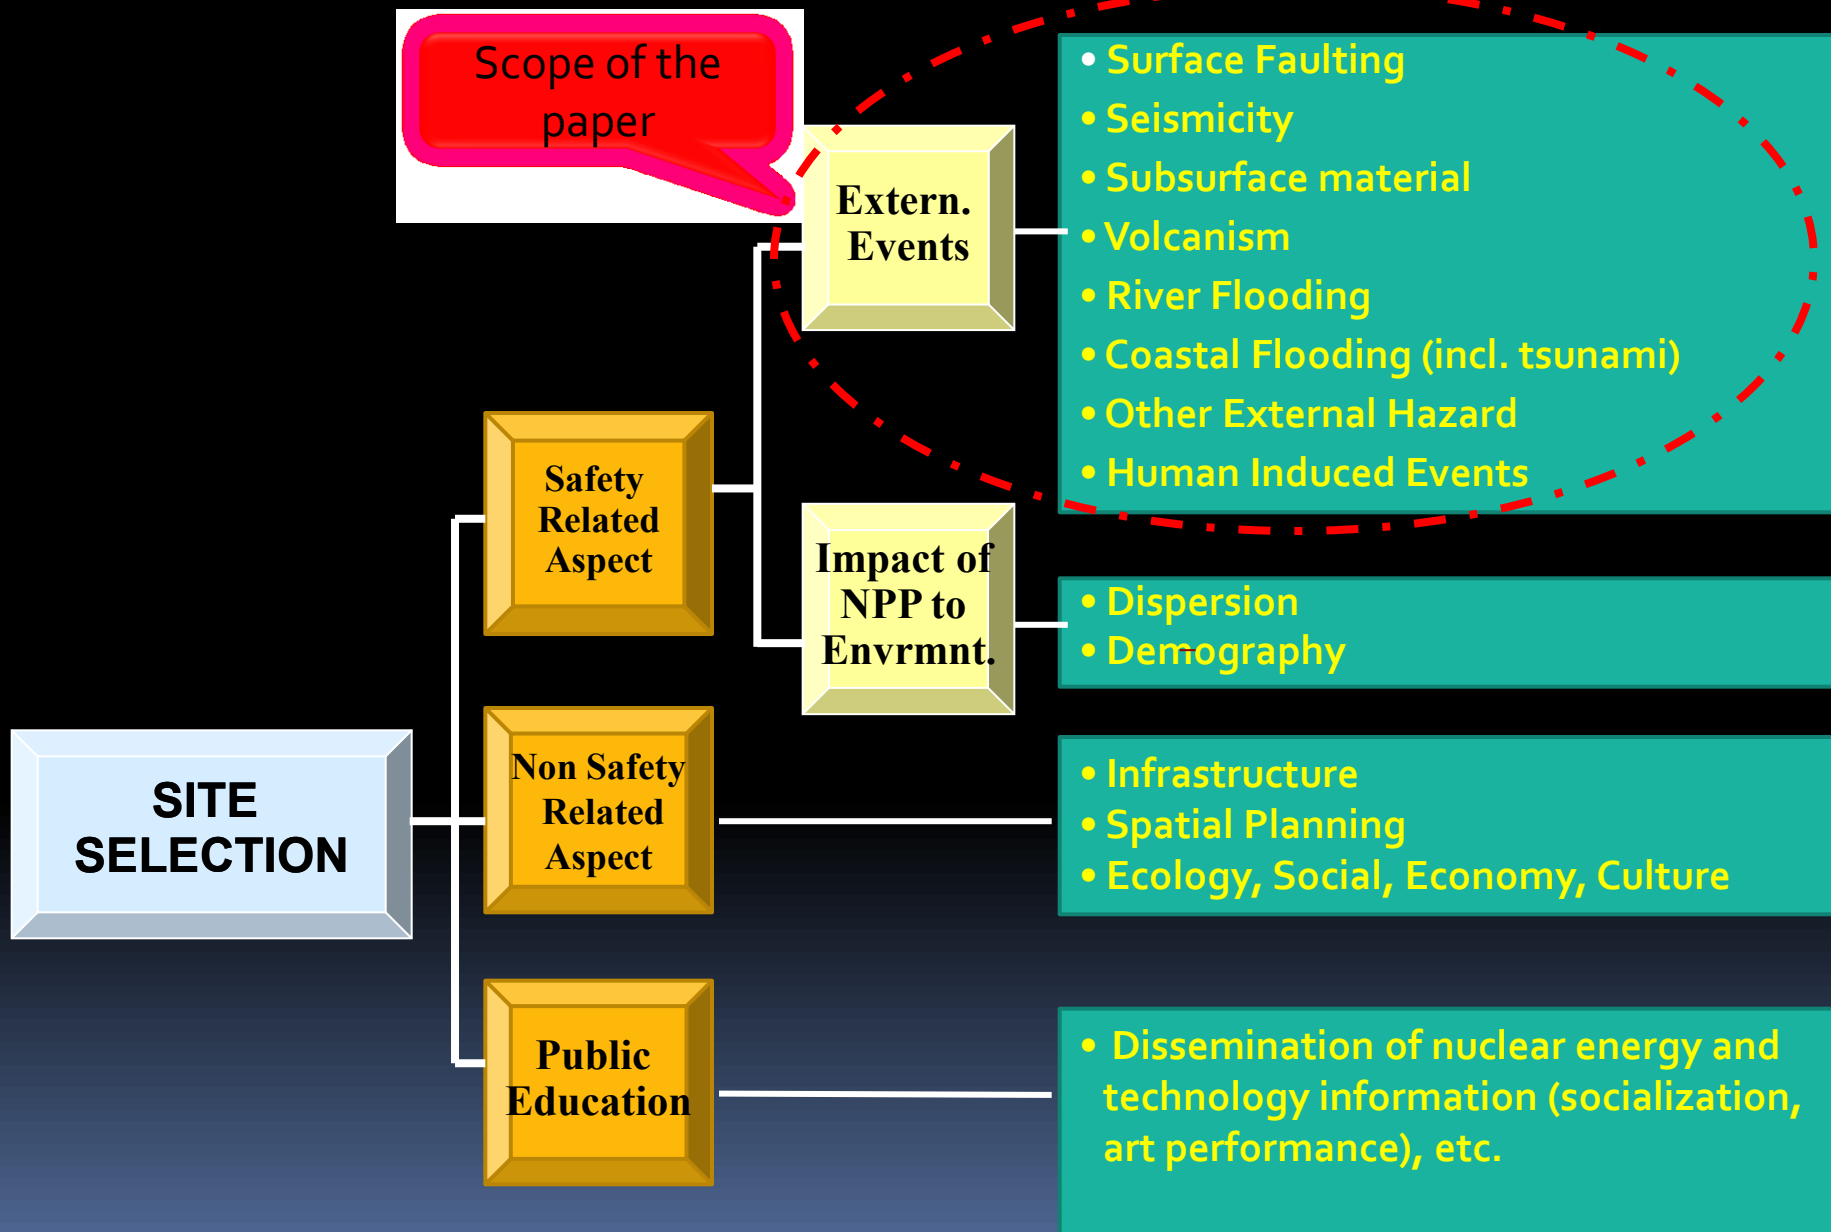 Scope of the
paper
Extern.
Events
• Surface Faulting
• Seismicity
• Subsurface material
• Volcanism
• River Flooding
• Coastal Flooding (incl. tsunami)
• Other External Hazard
• Human Induced Events
Safety
Related
Aspect
Impact of
NPP to
Envrmnt.
• Dispersion
• Demography
SITE
SELECTION
Non Safety
Related
Aspect
• Infrastructure
• Spatial Planning
• Ecology, Social, Economy, Culture
Public
Education
• Dissemination of nuclear energy and
technology information (socialization,
art performance), etc.